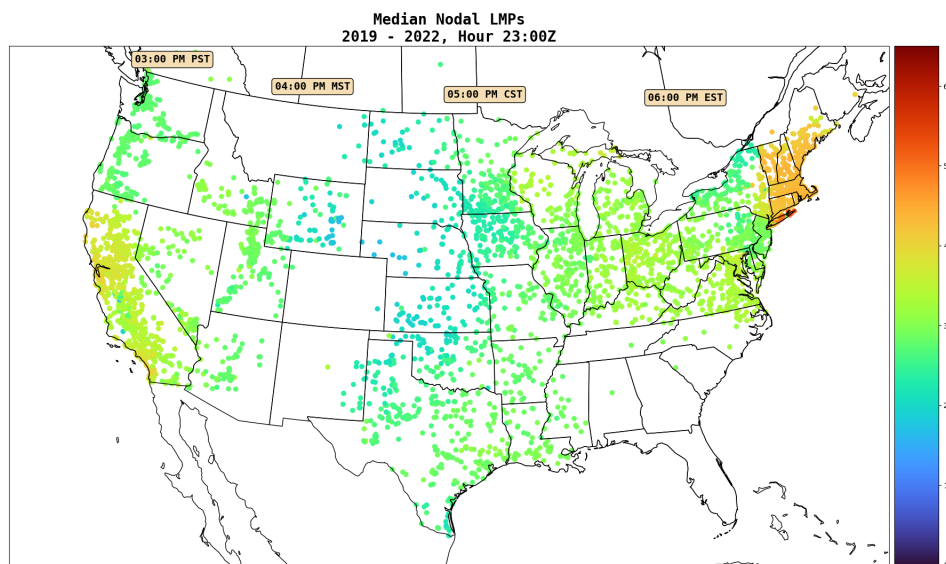 Median Nodal LMPs
2019 - 2022, Hour 23:00Z
03:00 PM PST
04:00 PM MST
05:00 PM CST
06:00 PM EST